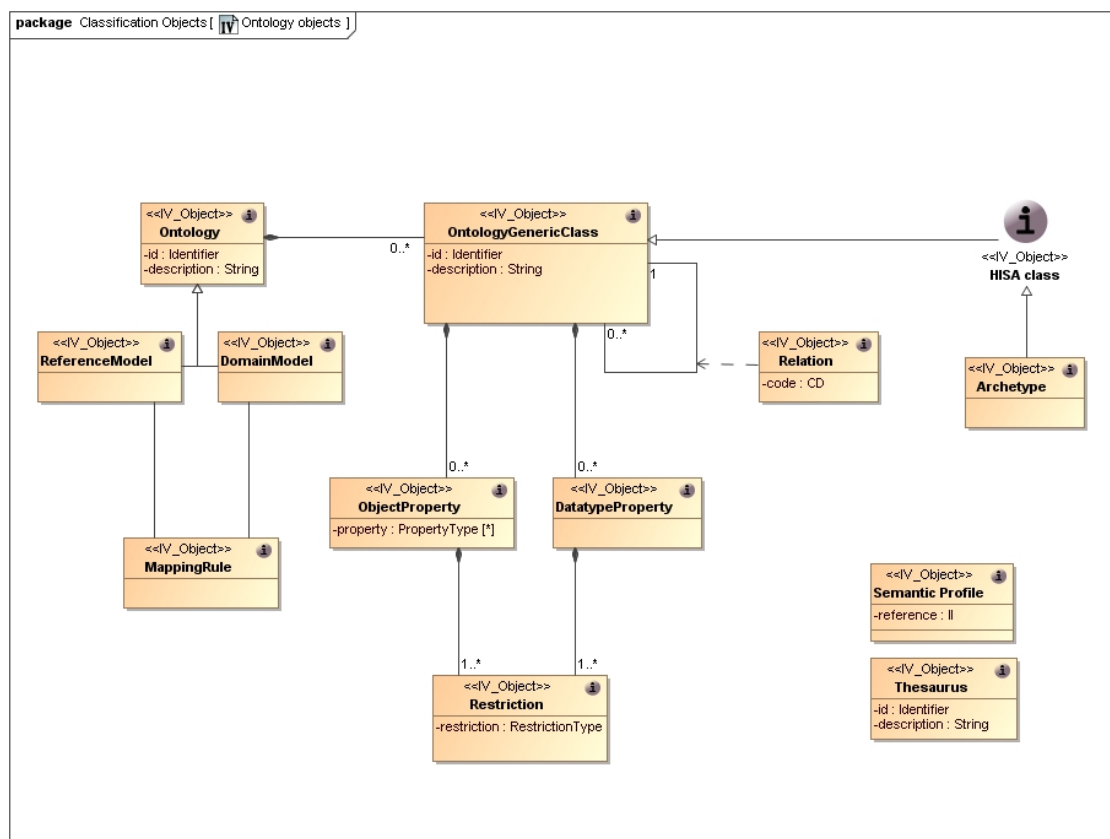 package Classification Objects [ IV Ontology objects ]
<<IV_Object>> i
Ontology
-id : Identifier
-description : String
0..*
<<IV_Object>> i
OntologyGenericClass
-id : Identifier
-description : String
1
0..*
i
<<IV_Object>>
HISA class
<<IV_Object>> i
ReferenceModel
<<IV_Object>> i
DomainModel
<<IV_Object>> i
Relation
-code : CD
<<IV_Object>> i
Archetype
0..*
0..*
<<IV_Object>> i
ObjectProperty
-property : PropertyType [*]
<<IV_Object>> i
DatatypeProperty
<<IV_Object>> i
MappingRule
<<IV_Object>> i
Semantic Profile
-reference : II
1..*
1..*
<<IV_Object>> i
Restriction
-restriction : RestrictionType
<<IV_Object>> i
Thesaurus
-id : Identifier
-description : String